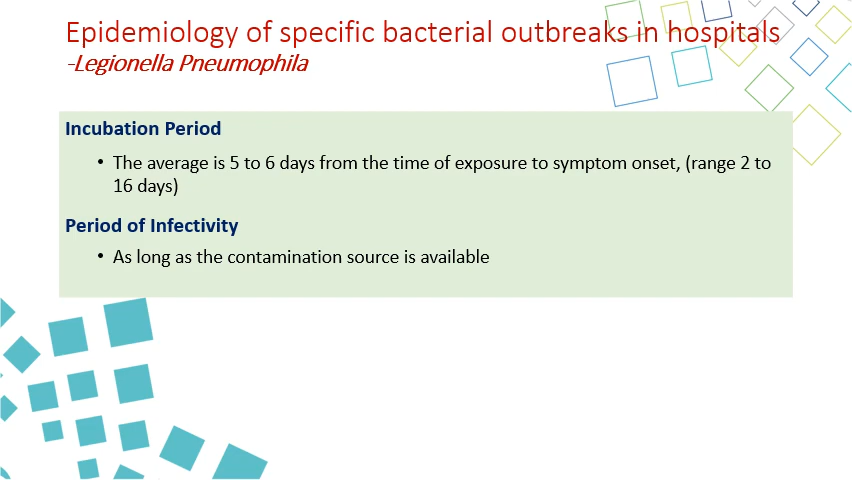 Epidemiology of specific bacterial outbreaks in hospitals
-Legionella Pneumophila
Incubation Period
• The average is 5 to 6 days from the time of exposure to symptom onset, (range 2 to
16 days)
Period of Infectivity
• As long as the contamination source is available